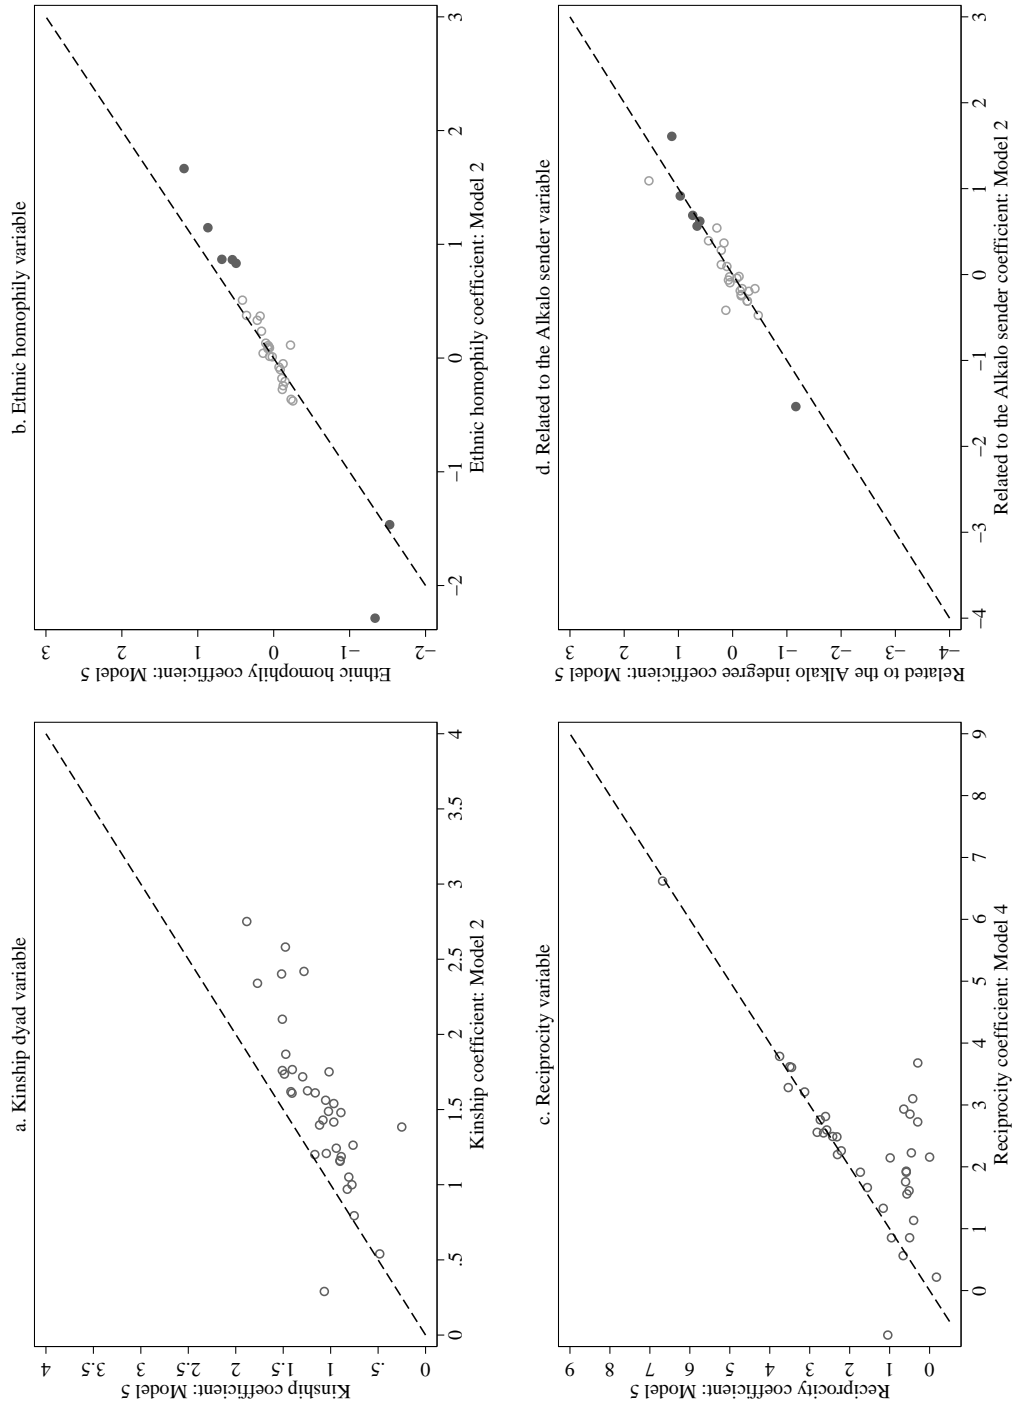 a. Kinship dyad variable
Kinship coefficient: Model 5
4
3.5
3
2.5
2
1.5
1
.5
0
0 .5 1 1.5 2 2.5 3 3.5 4
Kinship coefficient: Model 2
b. Ethnic homophily variable
Ethnic homophily coefficient: Model 5
3
2
1
0
−1
−2
−2 −1 0 1 2 3
Ethnic homophily coefficient: Model 2
c. Reciprocity variable
Reciprocity coefficient: Model 5
9
8
7
6
5
4
3
2
1
0
0 1 2 3 4 5 6 7 8 9
Reciprocity coefficient: Model 4
d. Related to the Alkalo sender variable
Related to the Alkalo indegree coefficient: Model 5
3
2
1
0
−1
−2
−3
−4
−4 −3 −2 −1 0 1 2 3
Related to the Alkalo sender coefficient: Model 2